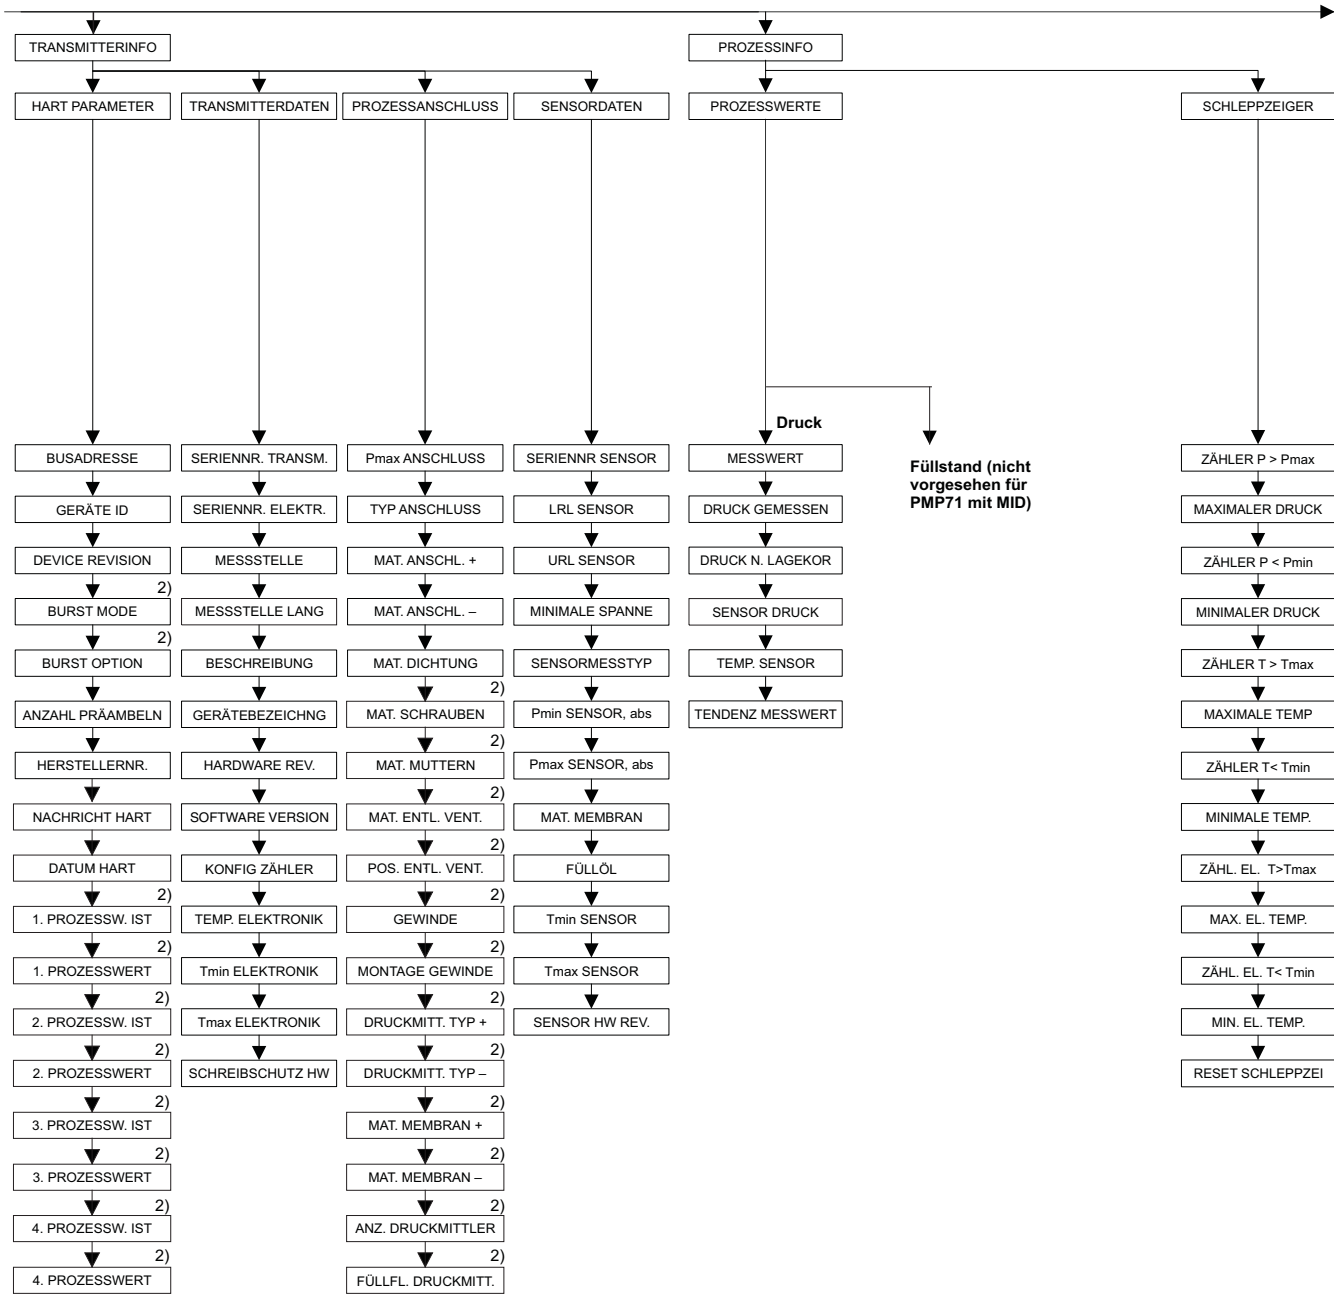 TRANSMITTERINFO
PROZESSINFO
HART PARAMETER
TRANSMITTERDATEN
PROZESSANSCHLUSS
SENSORDATEN
PROZESSWERTE
SCHLEPPZEIGER
BUSADRESSE
GERÄTE ID
DEVICE REVISION
2)
BURST MODE
2)
BURST OPTION
ANZAHL PRÄAMBELN
HERSTELLERNR.
NACHRICHT HART
DATUM HART
2)
1. PROZESSW. IST
2)
1. PROZESSWERT
2)
2. PROZESSW. IST
2)
2. PROZESSWERT
2)
3. PROZESSW. IST
2)
3. PROZESSWERT
2)
4. PROZESSW. IST
2)
4. PROZESSWERT
SERIENNR. TRANSM.
SERIENNR. ELEKTR.
MESSSTELLE
MESSSTELLE LANG
BESCHREIBUNG
GERÄTEBEZEICHNG
HARDWARE REV.
SOFTWARE VERSION
KONFIG ZÄHLER
TEMP. ELEKTRONIK
Tmin ELEKTRONIK
Tmax ELEKTRONIK
SCHREIBSCHUTZ HW
Pmax ANSCHLUSS
TYP ANSCHLUSS
MAT. ANSCHL. +
MAT. ANSCHL. –
MAT. DICHTUNG
2)
MAT. SCHRAUBEN
2)
MAT. MUTTERN
2)
MAT. ENTL. VENT.
2)
POS. ENTL. VENT.
2)
GEWINDE
2)
MONTAGE GEWINDE
2)
DRUCKMITT. TYP +
2)
DRUCKMITT. TYP –
2)
MAT. MEMBRAN +
2)
MAT. MEMBRAN –
2)
ANZ. DRUCKMITTLER
2)
FÜLLFL. DRUCKMITT.
SERIENNR SENSOR
LRL SENSOR
URL SENSOR
MINIMALE SPANNE
SENSORMESSTYP
Pmin SENSOR, abs
Pmax SENSOR, abs
MAT. MEMBRAN
FÜLLÖL
Tmin SENSOR
Tmax SENSOR
SENSOR HW REV.
Druck
MESSWERT
DRUCK GEMESSEN
DRUCK N. LAGEKOR
SENSOR DRUCK
TEMP. SENSOR
TENDENZ MESSWERT
Füllstand (nicht
vorgesehen für
PMP71 mit MID)
ZÄHLER P > Pmax
MAXIMALER DRUCK
ZÄHLER P < Pmin
MINIMALER DRUCK
ZÄHLER T > Tmax
MAXIMALE TEMP
ZÄHLER T< Tmin
MINIMALE TEMP.
ZÄHL. EL. T>Tmax
MAX. EL. TEMP.
ZÄHL. EL. T< Tmin
MIN. EL. TEMP.
RESET SCHLEPPZEI